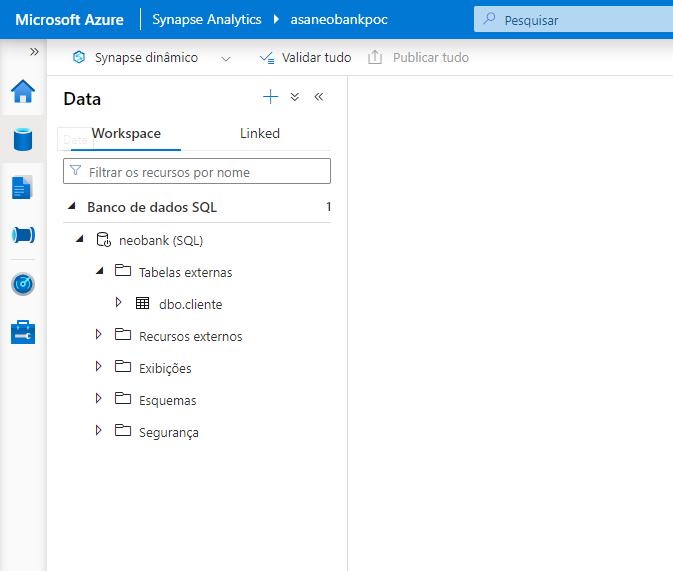 Microsoft Azure Synapse Analytics asaneobankpoc Pesquisar
Synapse dinâmico Validar tudo Publicar tudo
Data
Data
Workspace Linked
Filtrar os recursos por nome
Banco de dados SQL 1
neobank (SQL)
Tabelas externas
dbo.cliente
Recursos externos
Exibições
Esquemas
Segurança